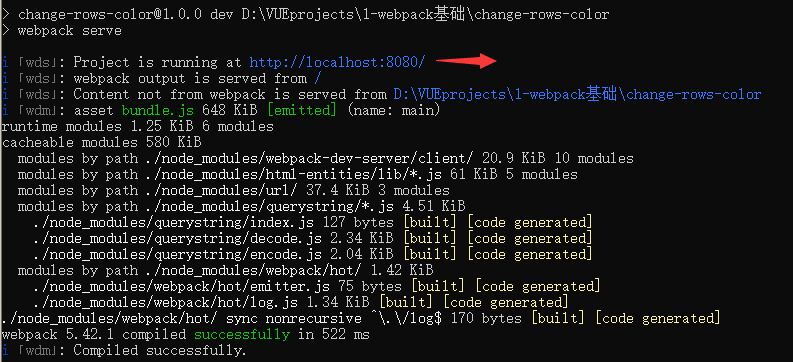 > change-rows-color@1.0.0 dev D:\VUEprojects\1-webpack基础\change-rows-color
> webpack serve
i ｢wds｣: Project is running at http://localhost:8080/
i ｢wds｣: webpack output is served from /
i ｢wds｣: Content not from webpack is served from D:\VUEprojects\1-webpack基础\change-rows-color
i ｢wdm｣: asset bundle.js 648 KiB [emitted] (name: main)
runtime modules 1.25 KiB 6 modules
cacheable modules 580 KiB
  modules by path ./node_modules/webpack-dev-server/client/ 20.9 KiB 10 modules
  modules by path ./node_modules/html-entities/lib/*.js 61 KiB 5 modules
  modules by path ./node_modules/url/ 37.4 KiB 3 modules
  modules by path ./node_modules/querystring/*.js 4.51 KiB
    ./node_modules/querystring/index.js 127 bytes [built] [code generated]
    ./node_modules/querystring/decode.js 2.34 KiB [built] [code generated]
    ./node_modules/querystring/encode.js 2.04 KiB [built] [code generated]
  modules by path ./node_modules/webpack/hot/ 1.42 KiB
    ./node_modules/webpack/hot/emitter.js 75 bytes [built] [code generated]
    ./node_modules/webpack/hot/log.js 1.34 KiB [built] [code generated]
./node_modules/webpack/hot/ sync nonrecursive ^\.\/log$ 170 bytes [built] [code generated]
webpack 5.42.1 compiled successfully in 522 ms
i ｢wdm｣: Compiled successfully.